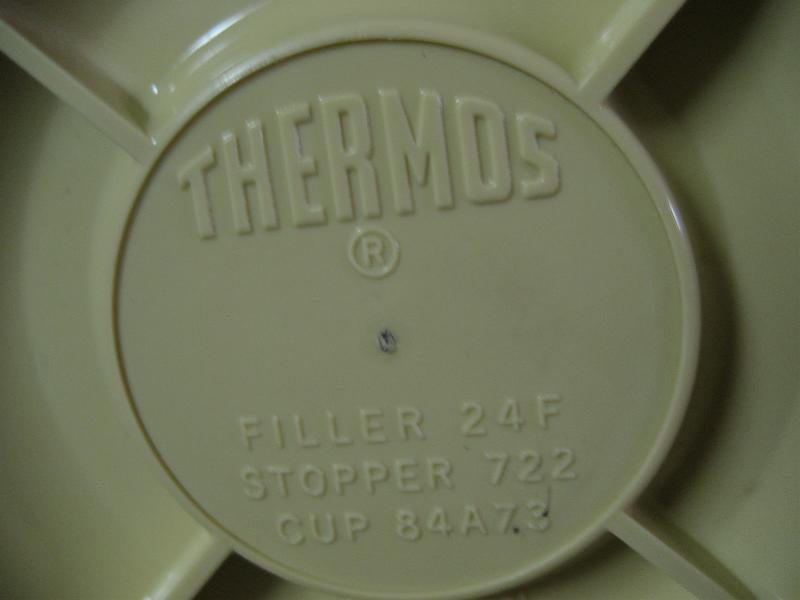 THERMOS
®
FILLER 24F
STOPPER 722
CUP 84A73